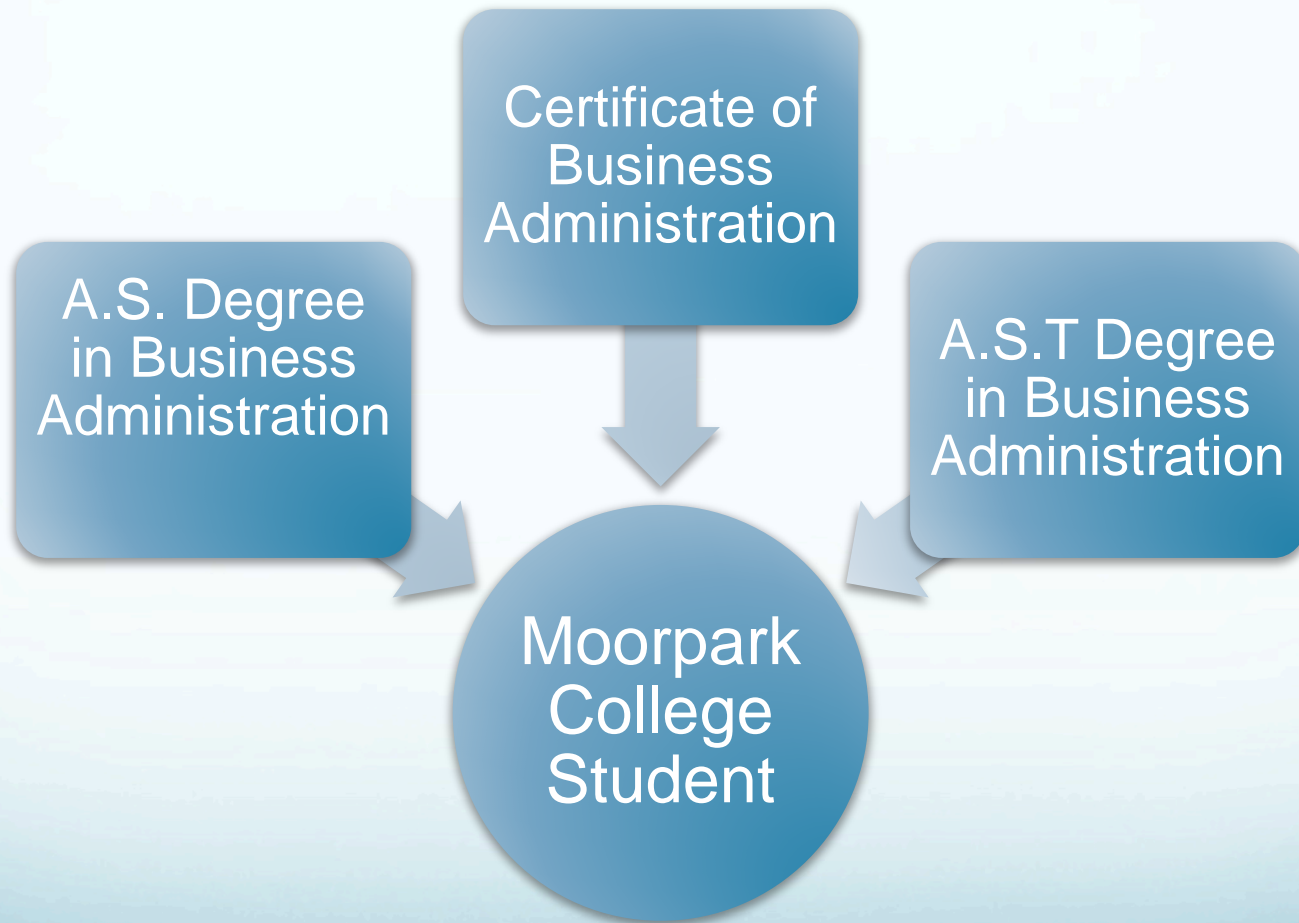 Certificate of
Business
Administration
A.S. Degree
in Business
Administration
A.S.T Degree
in Business
Administration
Moorpark
College
Student